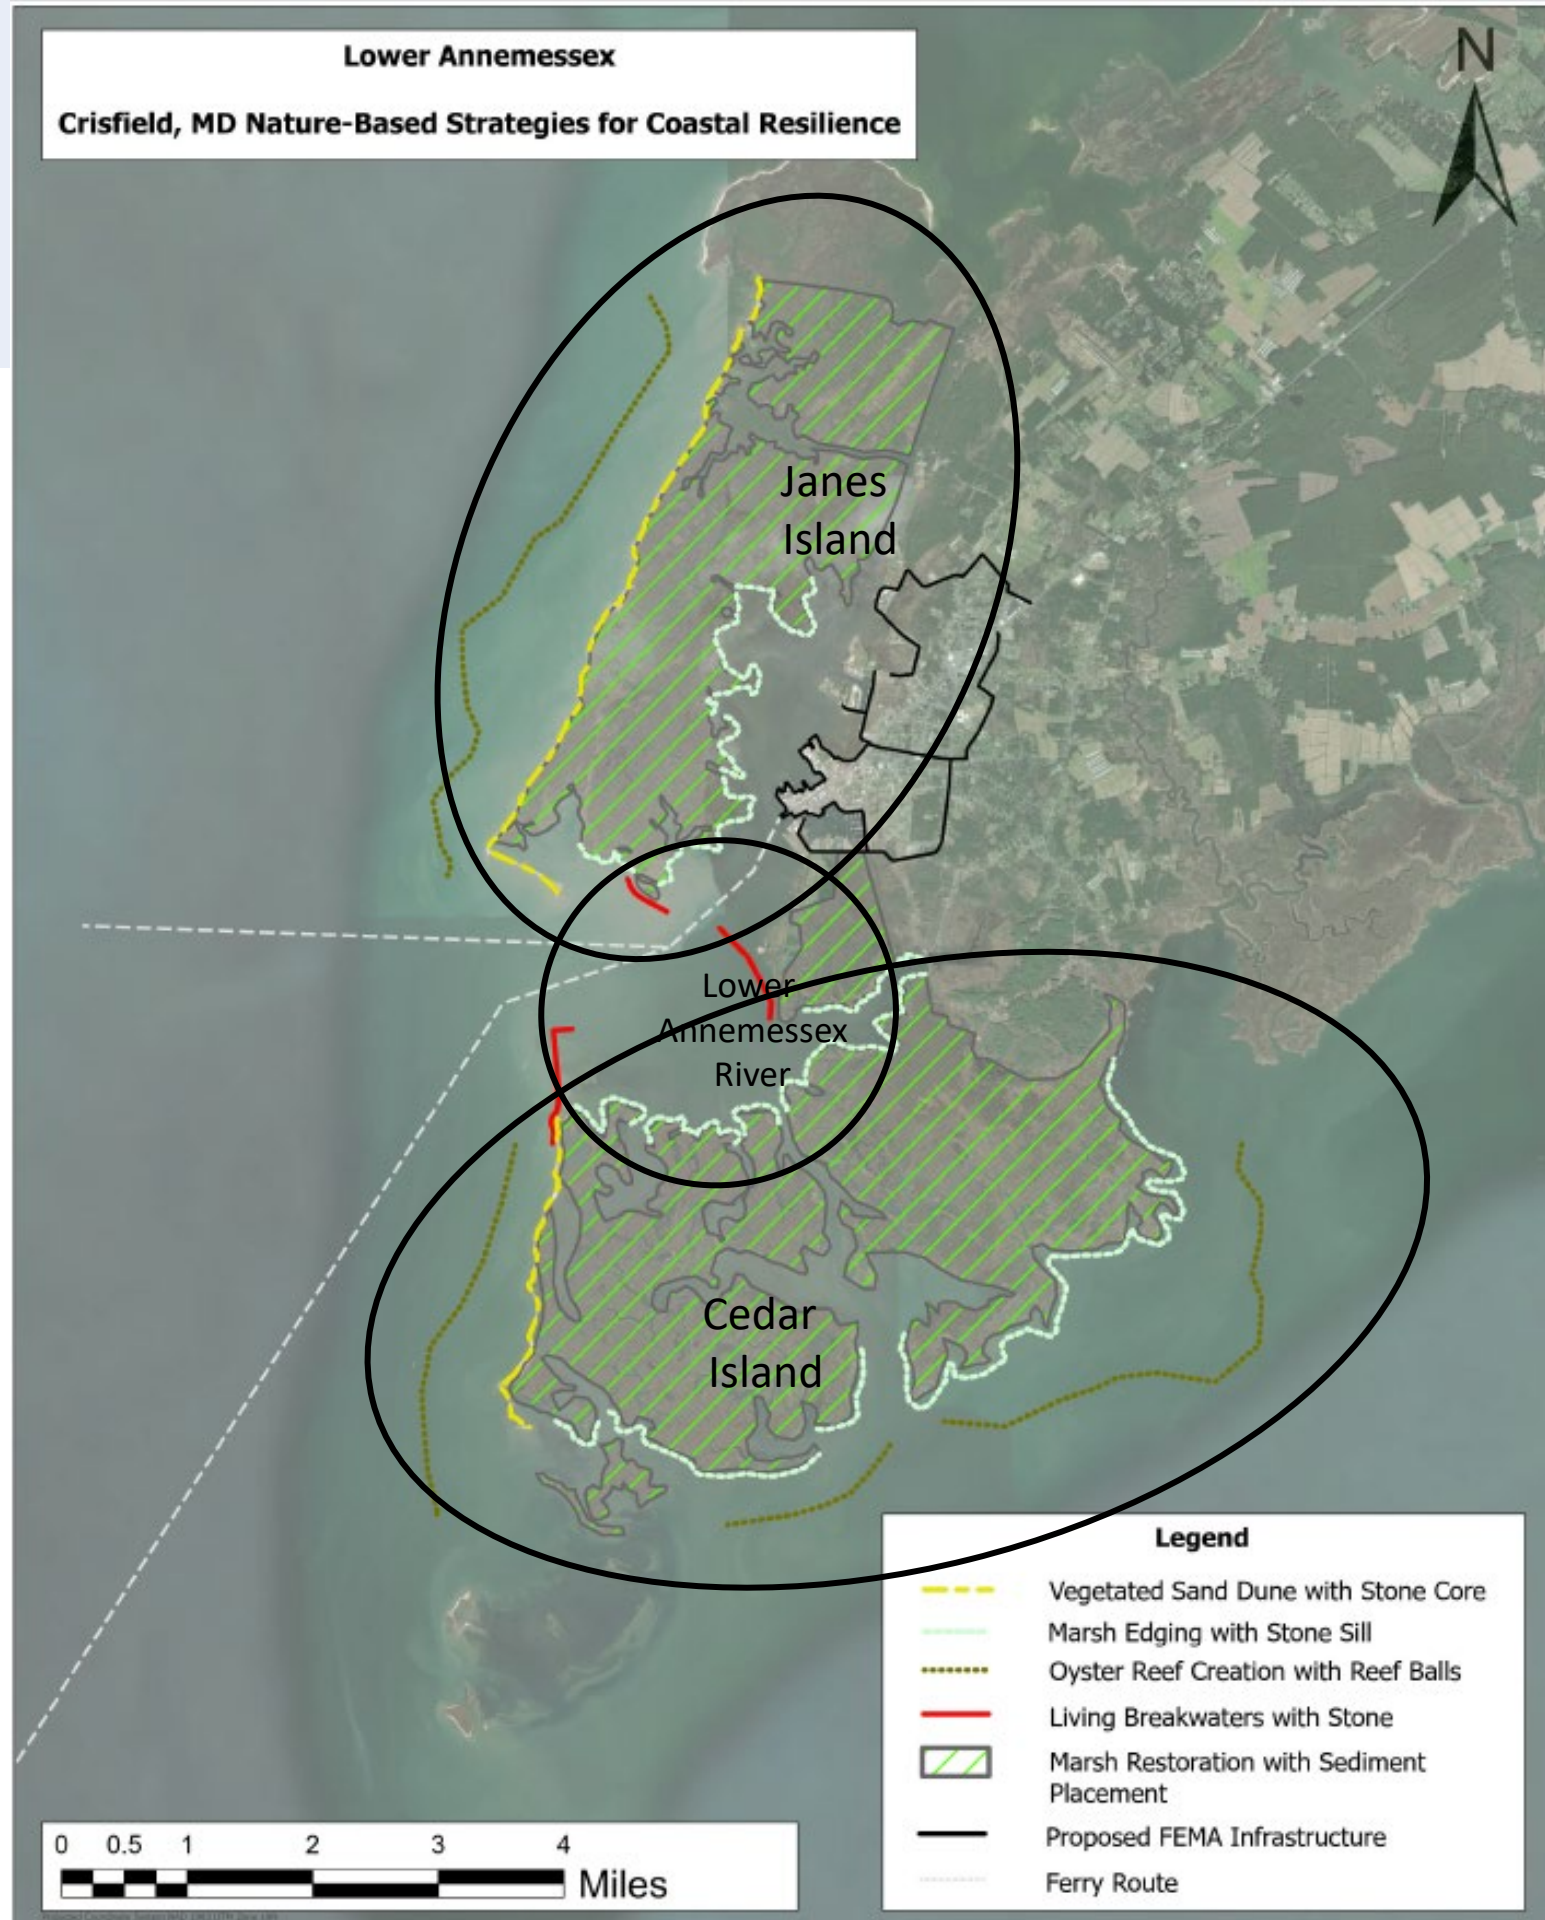 Lower Annemessex
Crisfield, MD Nature-Based Strategies for Coastal Resilience
N
Janes
Island
Lower
Annemessex
River
Cedar
Island
Legend
Vegetated Sand Dune with Stone Core
Marsh Edging with Stone Sill
Oyster Reef Creation with Reef Balls
Living Breakwaters with Stone
Marsh Restoration with Sediment
Placement
Proposed FEMA Infrastructure
Ferry Route
0 0.5 1 2 3 4
Miles